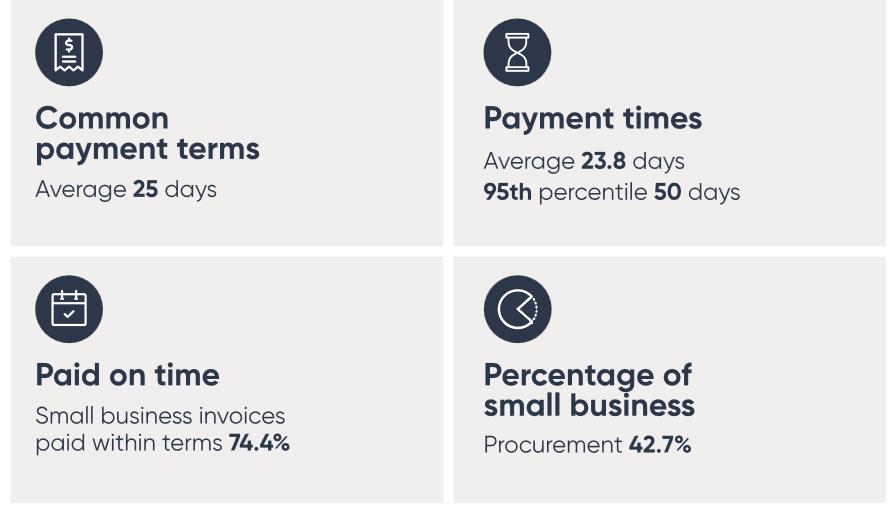 $
Common
payment terms
Average 25 days
Payment times
Average 23.8 days
95th percentile 50 days
Paid on time
Small business invoices
paid within terms 74.4%
Percentage of
small business
Procurement 42.7%